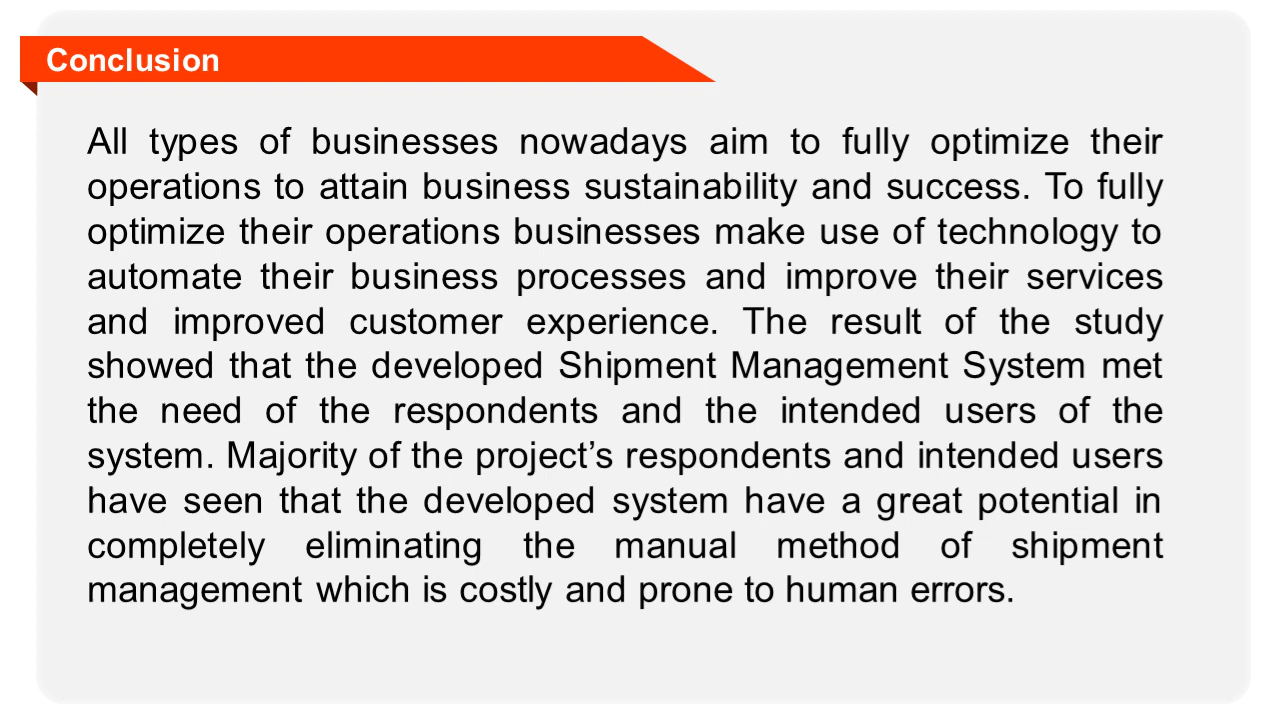 Conclusion
All types of businesses nowadays aim to fully optimize their
operations to attain business sustainability and success. To fully
optimize their operations businesses make use of technology to
automate their business processes and improve their services
and improved customer experience. The result of the study
showed that the developed Shipment Management System met
the need of the respondents and the intended users of the
system. Majority of the project’s respondents and intended users
have seen that the developed system have a great potential in
completely eliminating the manual method of shipment
management which is costly and prone to human errors.